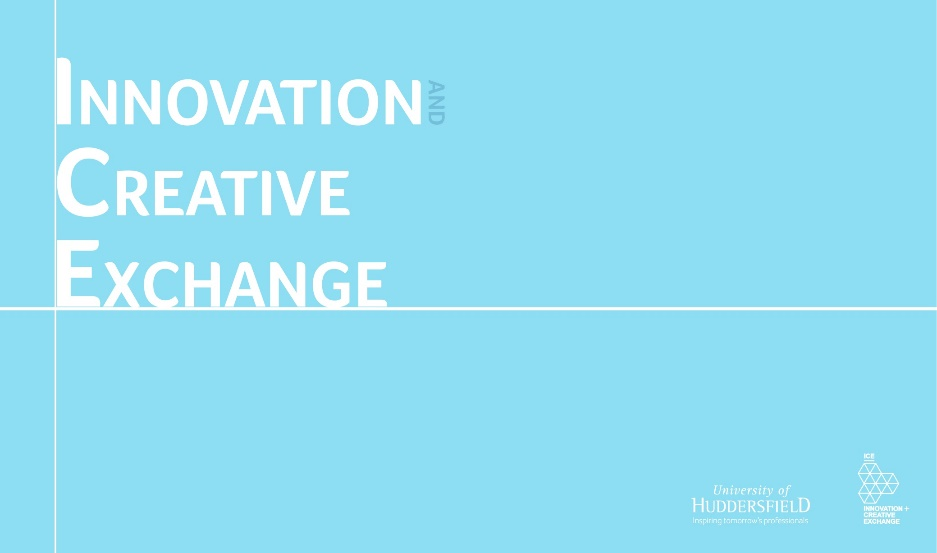 INNOVATION AND
CREATIVE
EXCHANGE
University of
HUDDERSFIELD
Inspiring tomorrow's professionals
ICE
INNOVATION +
CREATIVE
EXCHANGE